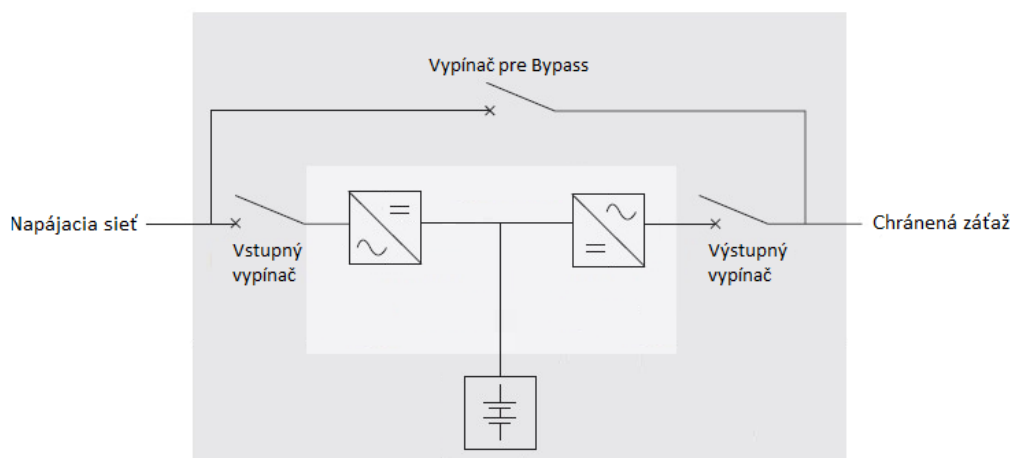 Vypínač pre Bypass
Napájacia sieť
Vstupný
vypínač
Výstupný
vypínač
Chránená záťaž